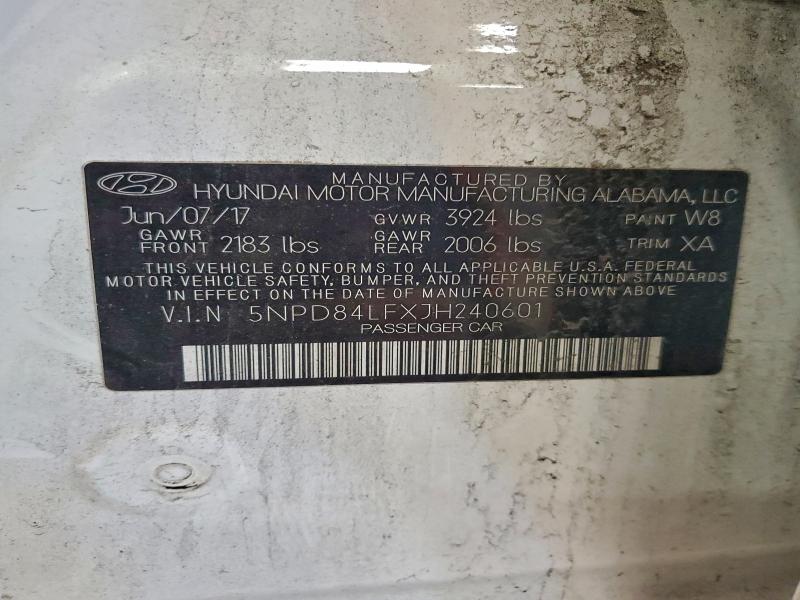 MANUFACTURED BY
HYUNDAI MOTOR MANUFACTURING ALABAMA, LLC
Jun/07/17 GVWR 3924 lbs PAINT W8
GAWR FRONT 2183 lbs GAWR REAR 2006 lbs TRIM XA
THIS VEHICLE CONFORMS TO ALL APPLICABLE U.S.A. FEDERAL
MOTOR VEHICLE SAFETY, BUMPER, AND THEFT PREVENTION STANDARDS
IN EFFECT ON THE DATE OF MANUFACTURE SHOWN ABOVE
V.I.N 5NPD84LFXJH240601
PASSENGER CAR